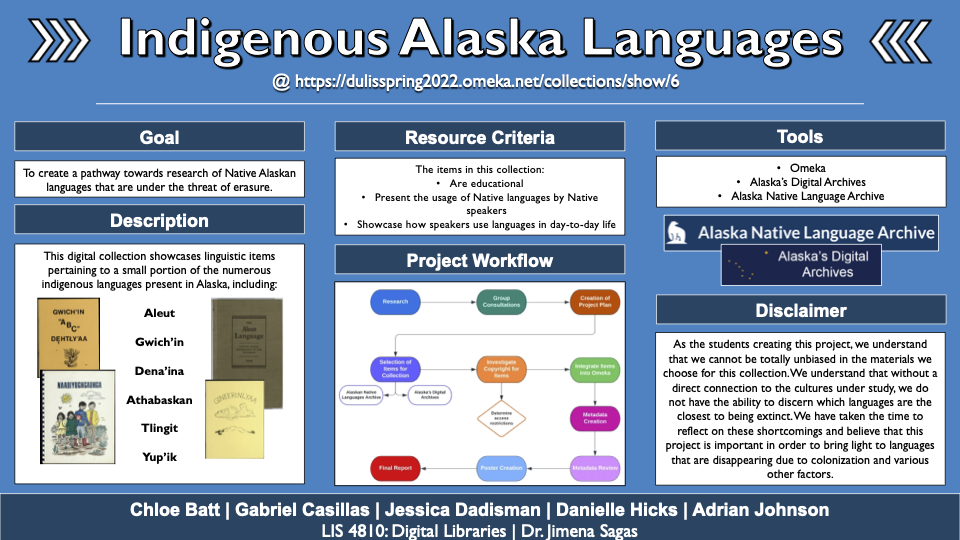 Indigenous Alaska Languages
@ https://dulisspring2022.omeka.net/collections/show/6
Goal
To create a pathway towards research of Native Alaskan
languages that are under the threat of erasure.
Description
This digital collection showcases linguistic items
pertaining to a small portion of the numerous
indigenous languages present in Alaska, including:
GWICH'IN
"ABC"
DEHTŁY'AA
NAAQIYUGNAUNGA
THE
Aleut
Language
Aleut
Gwich'in
Dena'ina
Athabaskan
Tlingit
Yup'ik
Resource Criteria
The items in this collection:
• Are educational
• Present the usage of Native languages by Native
speakers
• Showcase how speakers use languages in day-to-day life
Project Workflow
Research
Group
Consultations
Creation of
Project Plan
Selection of
Items for
Collection
Investigate
Copyright for
Items
Integrate Items
into Omeka
Alaskan Native
Languages Archive
Alaska's Digital
Archives
Determine
access
restrictions
Metadata
Creation
Final Report
Poster Creation
Metadata Review
Tools
• Omeka
• Alaska's Digital Archives
• Alaska Native Language Archive
Alaska Native Language Archive
Alaska's Digital
Archives
Disclaimer
As the students creating this project, we understand
that we cannot be totally unbiased in the materials we
choose for this collection. We understand that without a
direct connection to the cultures under study, we do
not have the ability to discern which languages are the
closest to being extinct. We have taken the time to
reflect on these shortcomings and believe that this
project is important in order to bring light to languages
that are disappearing due to colonization and various
other factors.
Chloe Batt | Gabriel Casillas | Jessica Dadisman | Danielle Hicks | Adrian Johnson
LIS 4810: Digital Libraries | Dr. Jimena Sagas